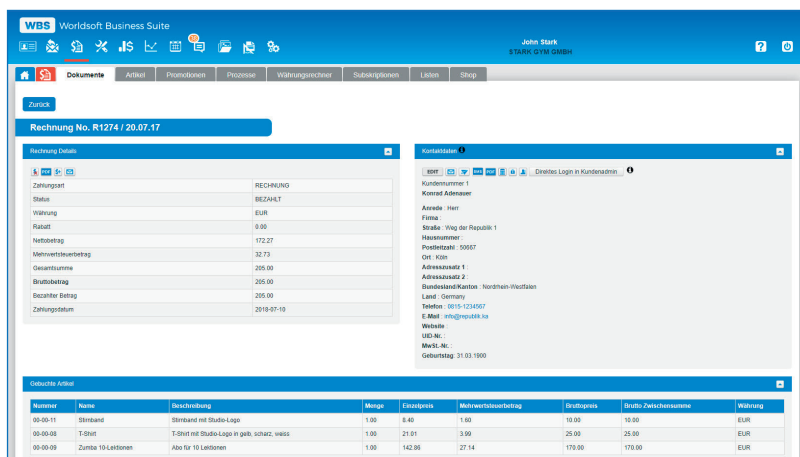 WBS Worldsoft Business Suite
John Stark
STARK GYM GMBH
Dokumente Artikel Promotionen Prozesse Währungsrechner Subskriptionen Listen Shop
Zurück
Rechnung No. R1274 / 20.07.17
Rechnung Details
PDF
Zahlungsart RECHNUNG
Status BEZAHLT
Währung EUR
Rabatt 0.00
Nettobetrag 172.27
Mehrwertsteuerbetrag 32.73
Gesamtsumme 205.00
Bruttobetrag 205.00
Bezahlter Betrag 205.00
Zahlungsdatum 2018-07-10
Kontaktdaten
EDIT SMS PDF Direktes Login in Kundenadmin
Kundennummer 1
Konrad Adenauer
Anrede : Herr
Firma :
Straße : Weg der Republik 1
Hausnummer :
Postleitzahl : 50667
Ort : Köln
Adresszusatz 1 :
Adresszusatz 2 :
Bundesland/Kanton : Nordrhein-Westfalen
Land : Germany
Telefon : 0815-1234567
E-Mail : info@republik.ka
Website :
UID-Nr. :
MwSt.-Nr. :
Geburtstag: 31.03.1900
Gebuchte Artikel
Nummer Name Beschreibung Menge Einzelpreis Mehrwertsteuerbetrag Bruttopreis Brutto Zwischensumme Währung
00-00-11 Stirnband Stirnband mit Studio-Logo 1.00 8.40 1.60 10.00 10.00 EUR
00-00-08 T-Shirt T-Shirt mit Studio-Logo in gelb, scharz, weiss 1.00 21.01 3.99 25.00 25.00 EUR
00-00-09 Zumba 10-Lektionen Abo für 10 Lektionen 1.00 142.86 27.14 170.00 170.00 EUR